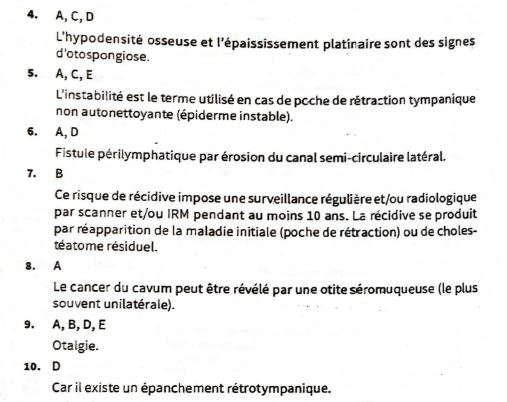 4. A, C, D
L'hypodensité osseuse et l'épaississement platinaire sont des signes
d'otospongiose.
5. A, C, E
L'instabilité est le terme utilisé en cas de poche de rétraction tympanique
non autonettoyante (épiderme instable).
6. A, D
Fistule périlymphatique par érosion du canal semi-circulaire latéral.
7. B
Ce risque de récidive impose une surveillance régulière et/ou radiologique
par scanner et/ou IRM pendant au moins 10 ans. La récidive se produit
par réapparition de la maladie initiale (poche de rétraction) ou de choles-
téatome résiduel.
8. A
Le cancer du cavum peut être révélé par une otite séromuqueuse (le plus
souvent unilatérale).
9. A, B, D, E
Otalgie.
10. D
Car il existe un épanchement rétrotympanique.